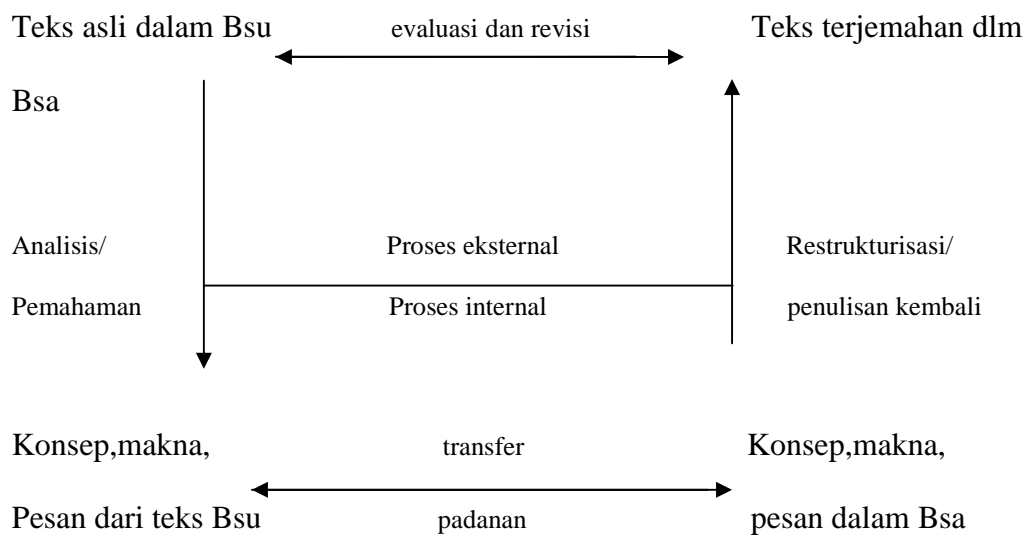 Teks asli dalam Bsu evaluasi dan revisi Teks terjemahan dlm
Bsa
Analisis/ Proses eksternal Restrukturisasi/
Pemahaman Proses internal penulisan kembali
Konsep,makna, transfer Konsep,makna,
Pesan dari teks Bsu padanan pesan dalam Bsa